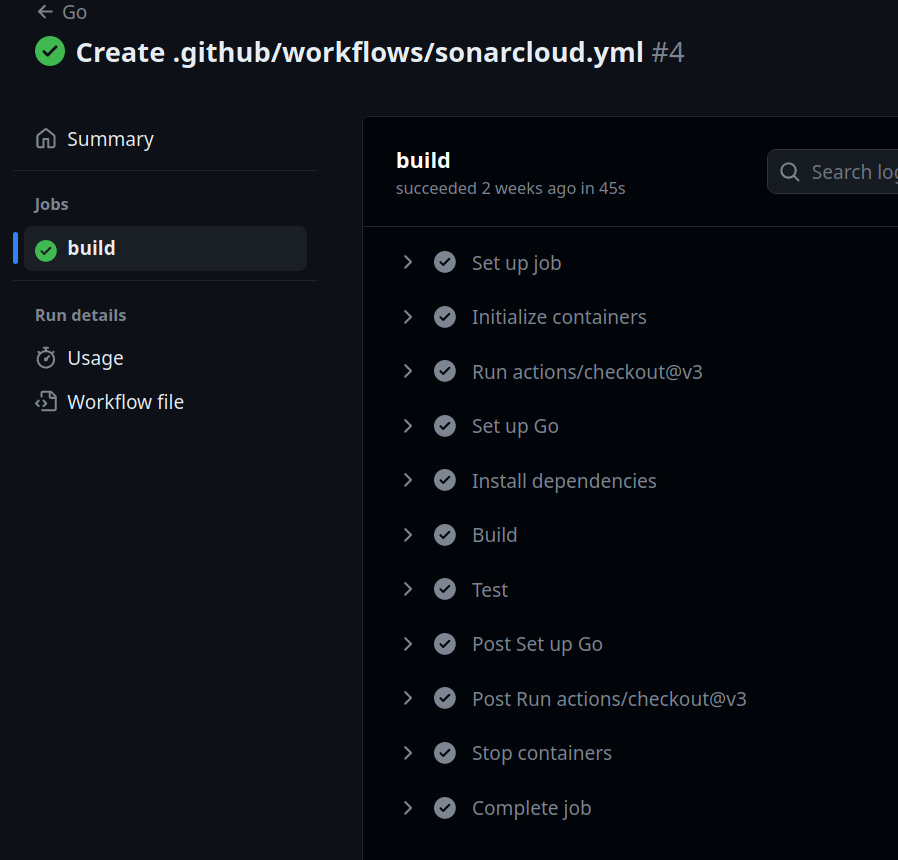 Go
Create .github/workflows/sonarcloud.yml #4
Summary
Jobs
build
Run details
Usage
Workflow file
build
succeeded 2 weeks ago in 45s
Search log
Set up job
Initialize containers
Run actions/checkout@v3
Set up Go
Install dependencies
Build
Test
Post Set up Go
Post Run actions/checkout@v3
Stop containers
Complete job